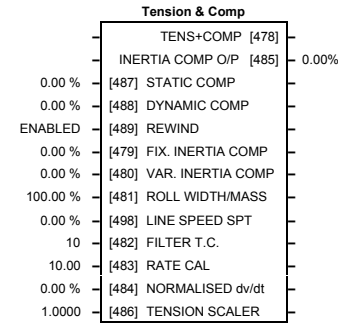 Tension & Comp
TENS+COMP [478]
INERTIA COMP O/P [485] 0.00%
0.00 % [487] STATIC COMP
0.00 % [488] DYNAMIC COMP
ENABLED [489] REWIND
0.00 % [479] FIX. INERTIA COMP
0.00 % [480] VAR. INERTIA COMP
100.00 % [481] ROLL WIDTH/MASS
0.00 % [498] LINE SPEED SPT
10 [482] FILTER T.C.
10.00 [483] RATE CAL
0.00 % [484] NORMALISED dv/dt
1.0000 [486] TENSION SCALER